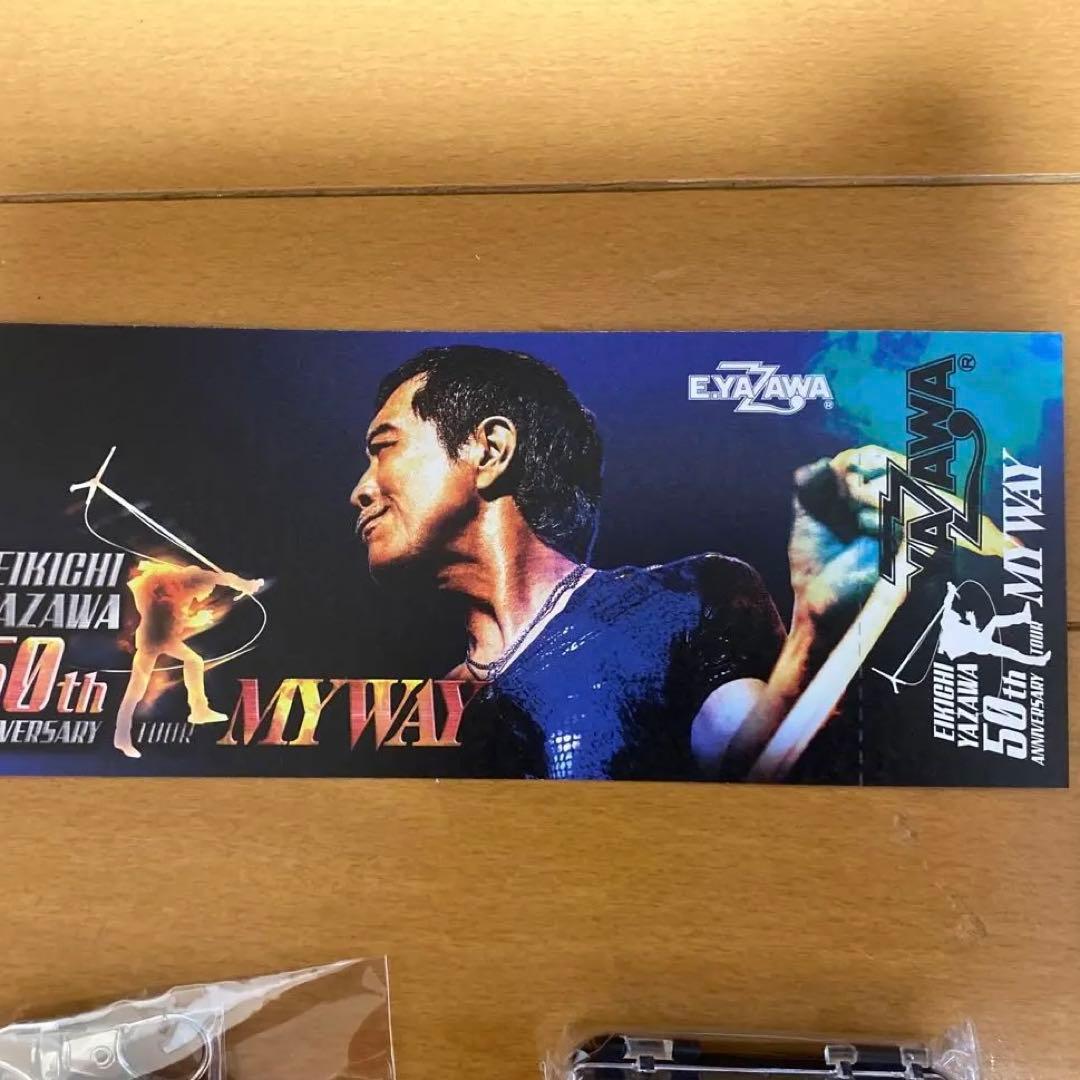 E.YAZAWA®
EIKICHI
YAZAWA
50th
ANNIVERSARY TOUR MY WAY
YAZAWA®
EIKICHI
YAZAWA
50th
ANNIVERSARY TOUR MY WAY